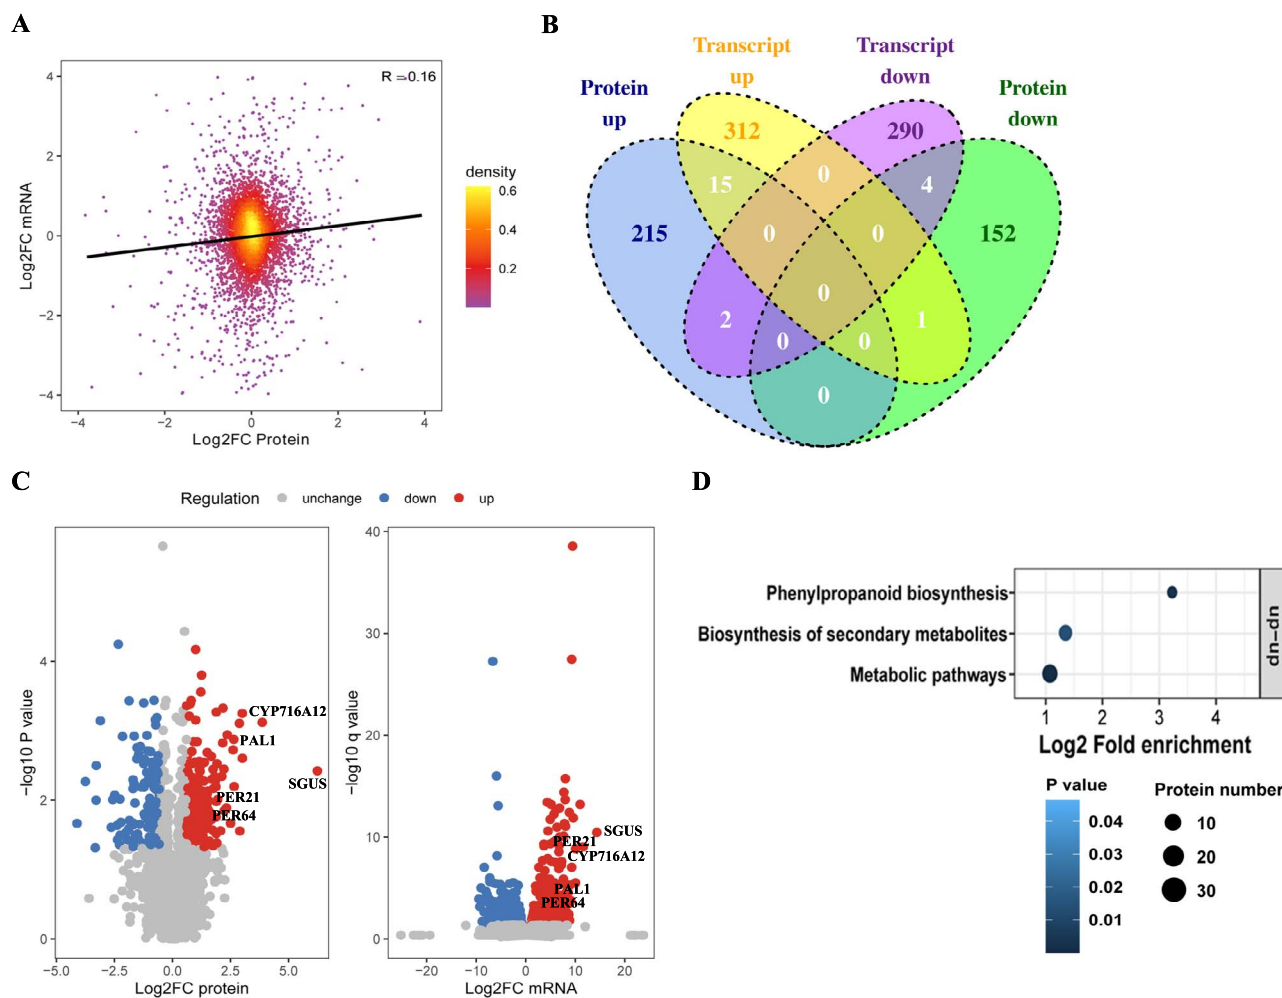 A
R = 0.16
4
2
0
−2
−4
Log2FC mRNA
−4
−2
0
2
4
Log2FC Protein
density
0.6
0.4
0.2
B
Transcript
up
Transcript
down
Protein
up
Protein
down
312
290
0
15
4
215
0
0
152
0
2
1
0
0
0
C
Regulation
unchange
down
up
4
2
0
−log10 P value
CYP716A12
PAL1
SGUS
PER21
PER64
−5.0
−2.5
0.0
2.5
5.0
Log2FC protein
40
30
20
10
0
−log10 q value
SGUS
PER21
CYP716A12
PAL1
PER64
−20
−10
0
10
20
Log2FC mRNA
D
Phenylpropanoid biosynthesis
Biosynthesis of secondary metabolites
Metabolic pathways
up−up
1
2
3
4
Log2 Fold enrichment
P value
0.04
0.03
0.02
0.01
Protein number
10
20
30